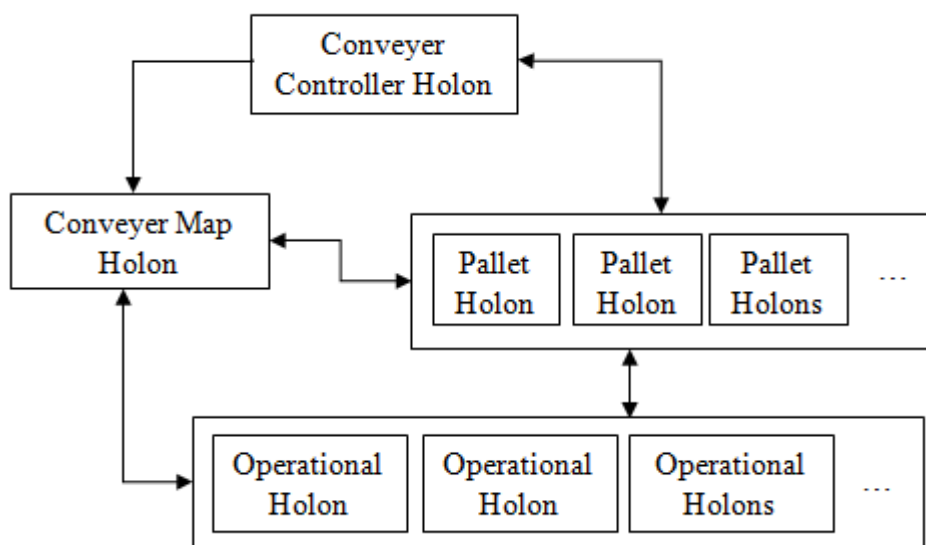 Conveyer
Controller Holon
Conveyer Map
Holon
Pallet
Holon
Pallet
Holon
Pallet
Holons
...
Operational
Holon
Operational
Holon
Operational
Holons
...